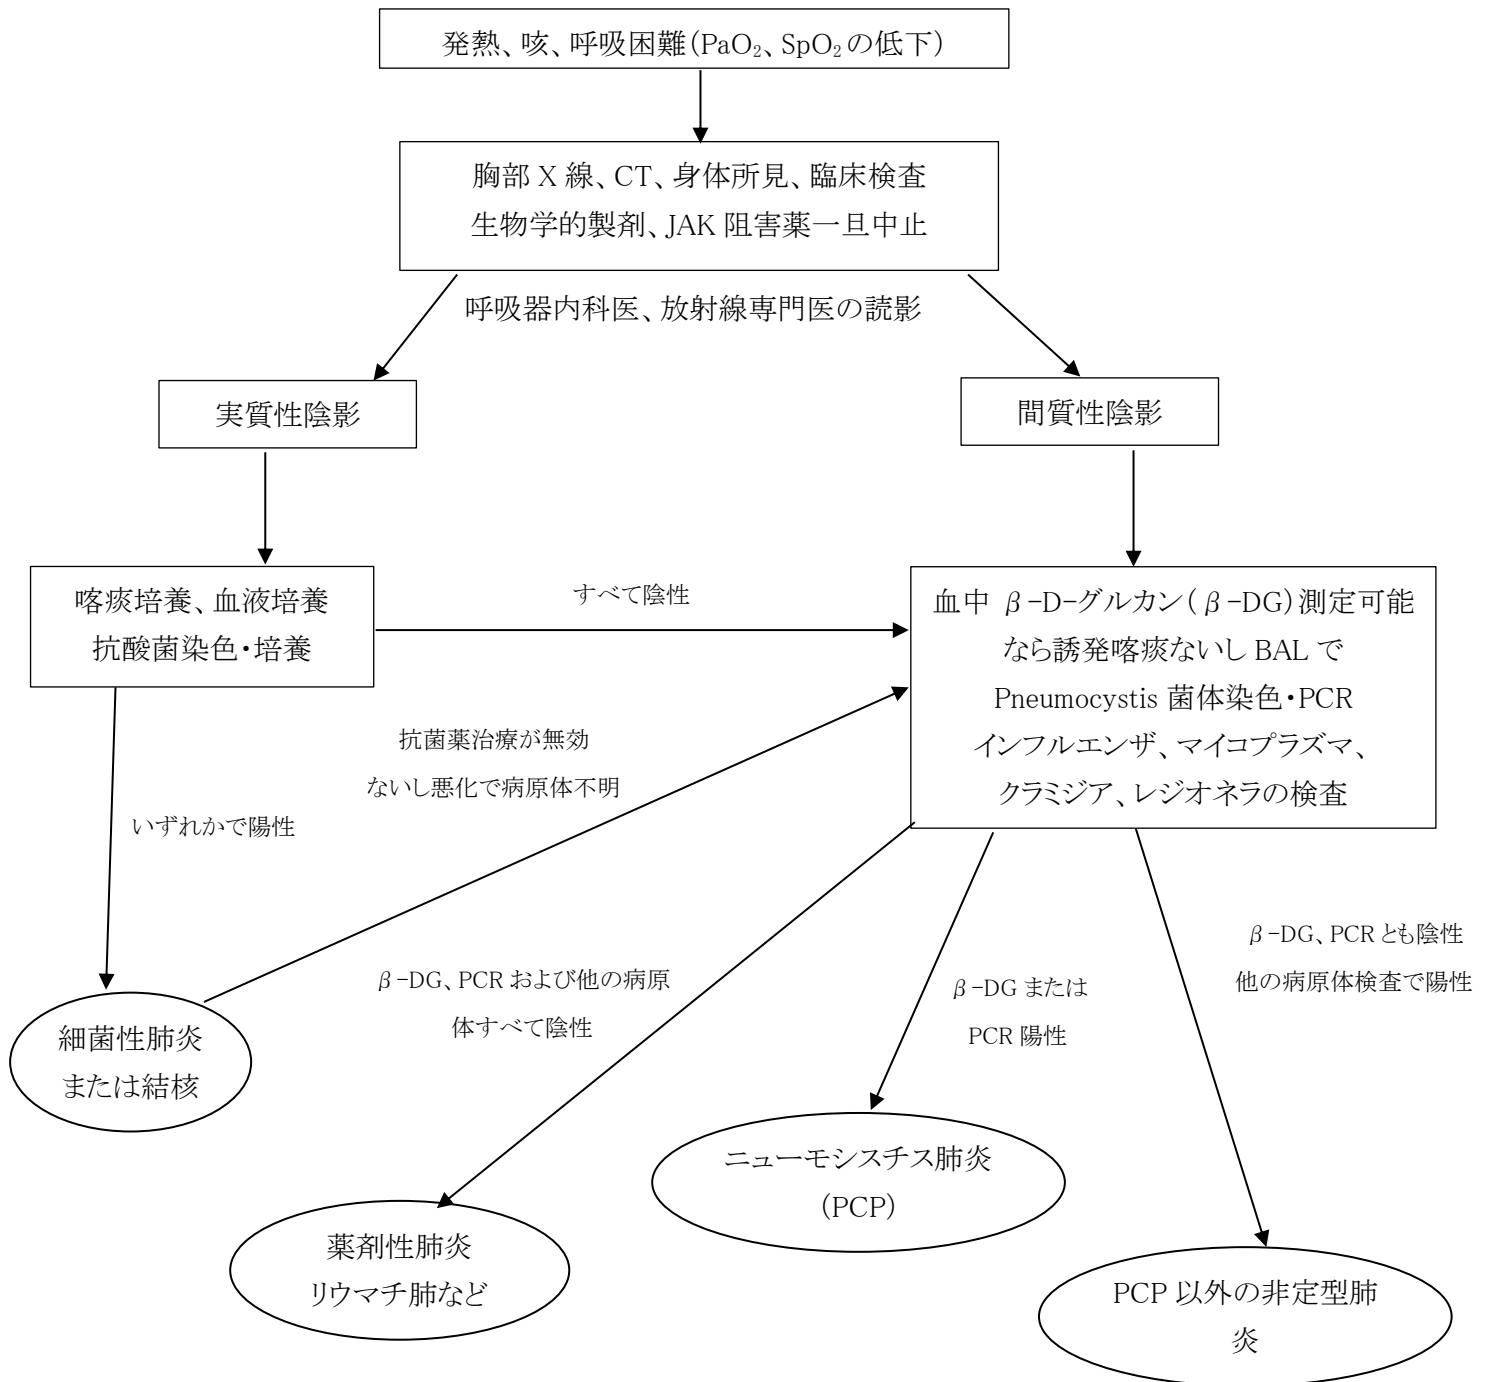 発熱、咳、呼吸困難(PaO₂、SpO₂の低下)
胸部 X 線、CT、身体所見、臨床検査
生物学的製剤、JAK 阻害薬一旦中止
呼吸器内科医、放射線専門医の読影
実質性陰影
間質性陰影
喀痰培養、血液培養
抗酸菌染色・培養
すべて陰性
血中 β-D-グルカン(β-DG)測定可能
なら誘発喀痰ないし BAL で
Pneumocystis 菌体染色・PCR
インフルエンザ、マイコプラズマ、
クラミジア、レジオネラの検査
抗菌薬治療が無効
ないし悪化で病原体不明
いずれかで陽性
β-DG、PCR および他の病原
体すべて陰性
β-DG または
PCR 陽性
β-DG、PCR とも陰性
他の病原体検査で陽性
細菌性肺炎
または結核
薬剤性肺炎
リウマチ肺など
ニューモシスチス肺炎
(PCP)
PCP 以外の非定型肺
炎